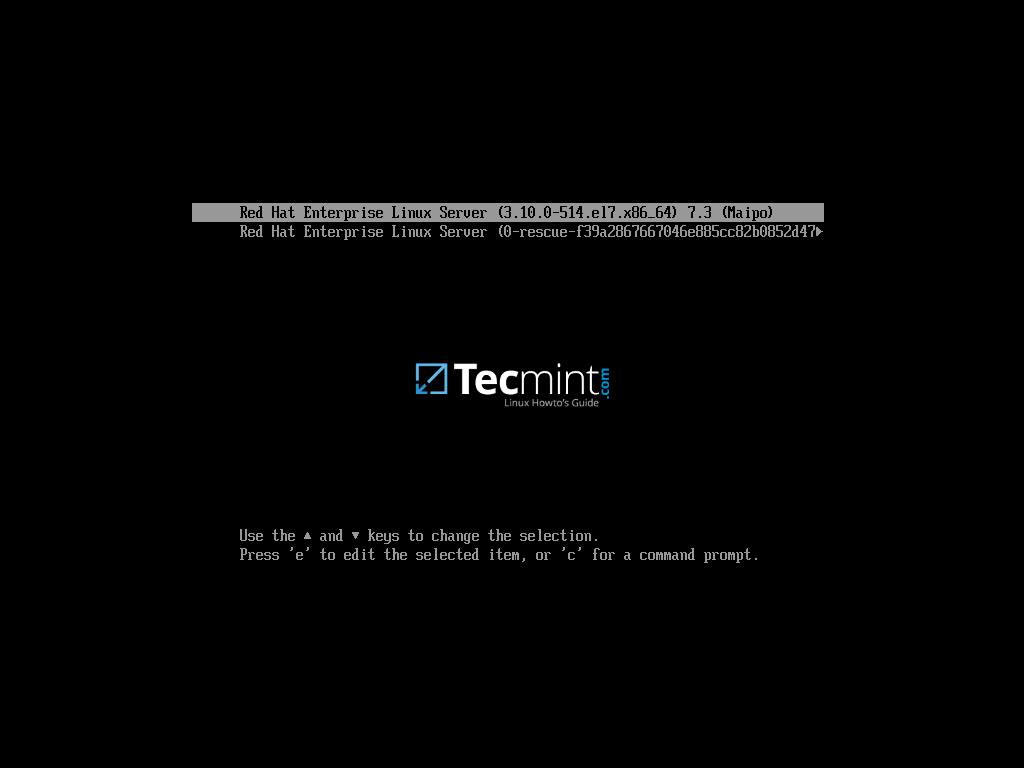 Red Hat Enterprise Linux Server (3.10.0-514.el7.x86_64) 7.3 (Maipo)
Red Hat Enterprise Linux Server (0-rescue-f39a2867667046e885cc82b0852d47▶
Tecmint.com
Linux Howto's Guide
Use the ▲ and ▼ keys to change the selection.
Press 'e' to edit the selected item, or 'c' for a command prompt.